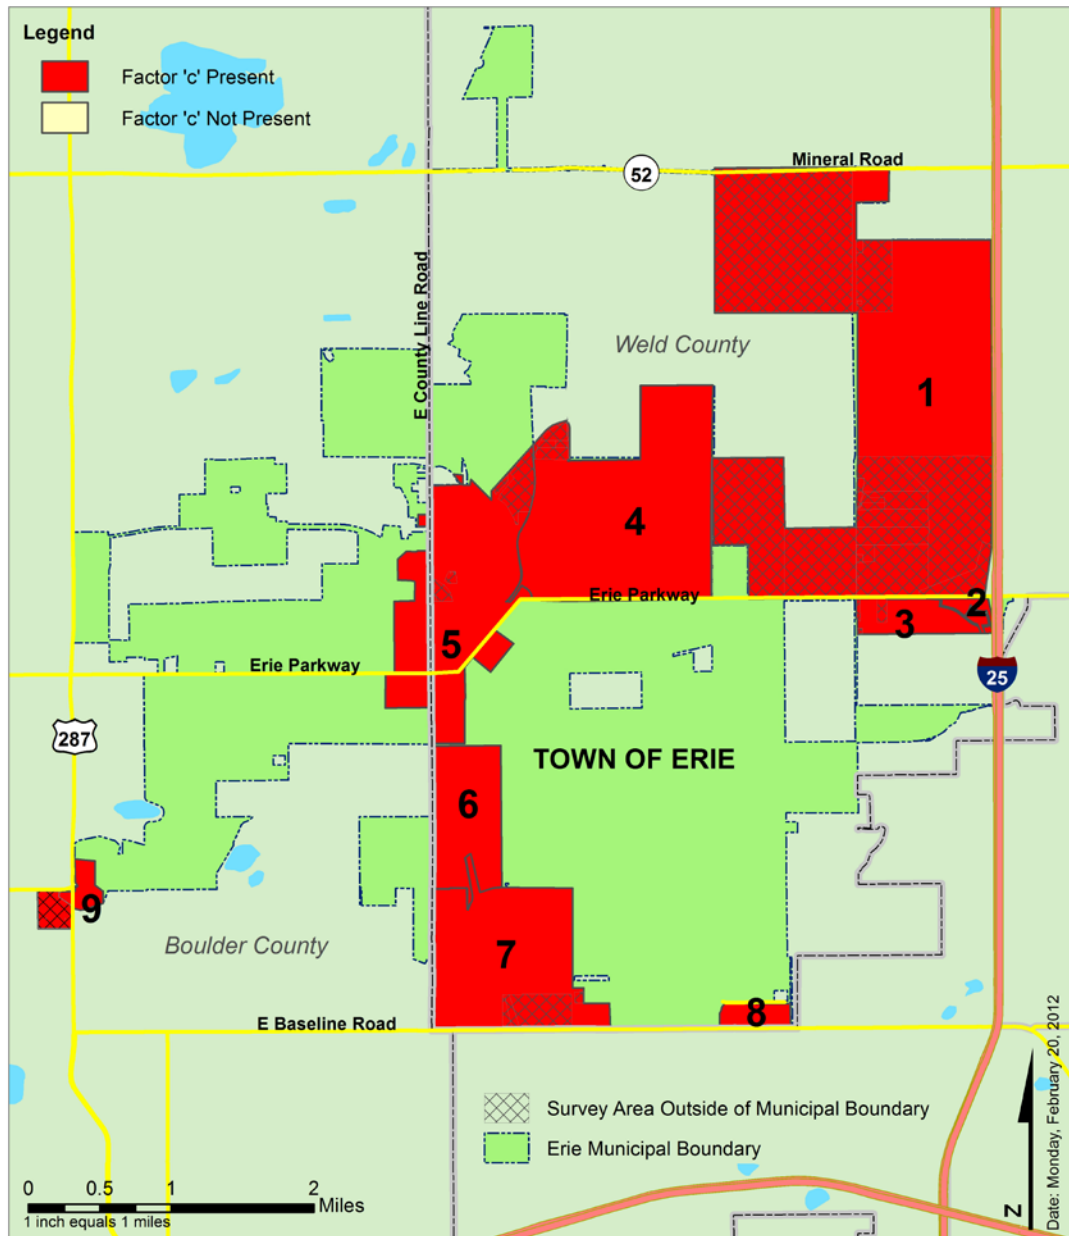 Legend
Factor 'c' Present
Factor 'c' Not Present
Mineral Road
52
E County Line Road
Weld County
1
4
Erie Parkway
2
3
5
Erie Parkway
25
287
TOWN OF ERIE
6
9
Boulder County
7
8
E Baseline Road
Survey Area Outside of Municipal Boundary
Erie Municipal Boundary
0 0.5 1 2
Miles
1 inch equals 1 miles
N
Date: Monday, February 20, 2012